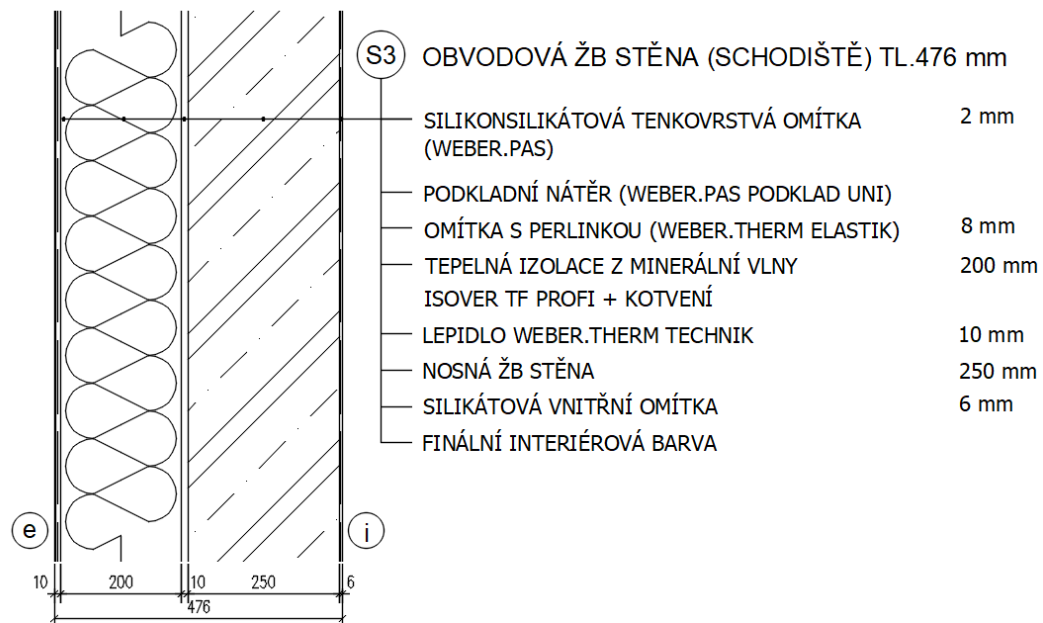 S3 OBVODOVÁ ŽB STĚNA (SCHODIŠTĚ) TL.476 mm
SILIKONSILIKÁTOVÁ TENKOVRSTVÁ OMÍTKA 2 mm
(WEBER.PAS)
PODKLADNÍ NÁTĚR (WEBER.PAS PODKLAD UNI)
OMÍTKA S PERLINKOU (WEBER.THERM ELASTIK) 8 mm
TEPELNÁ IZOLACE Z MINERÁLNÍ VLNY 200 mm
ISOVER TF PROFI + KOTVENÍ
LEPIDLO WEBER.THERM TECHNIK 10 mm
NOSNÁ ŽB STĚNA 250 mm
SILIKÁTOVÁ VNITŘNÍ OMÍTKA 6 mm
FINÁLNÍ INTERIÉROVÁ BARVA
e i
10 200 10 250 6
476